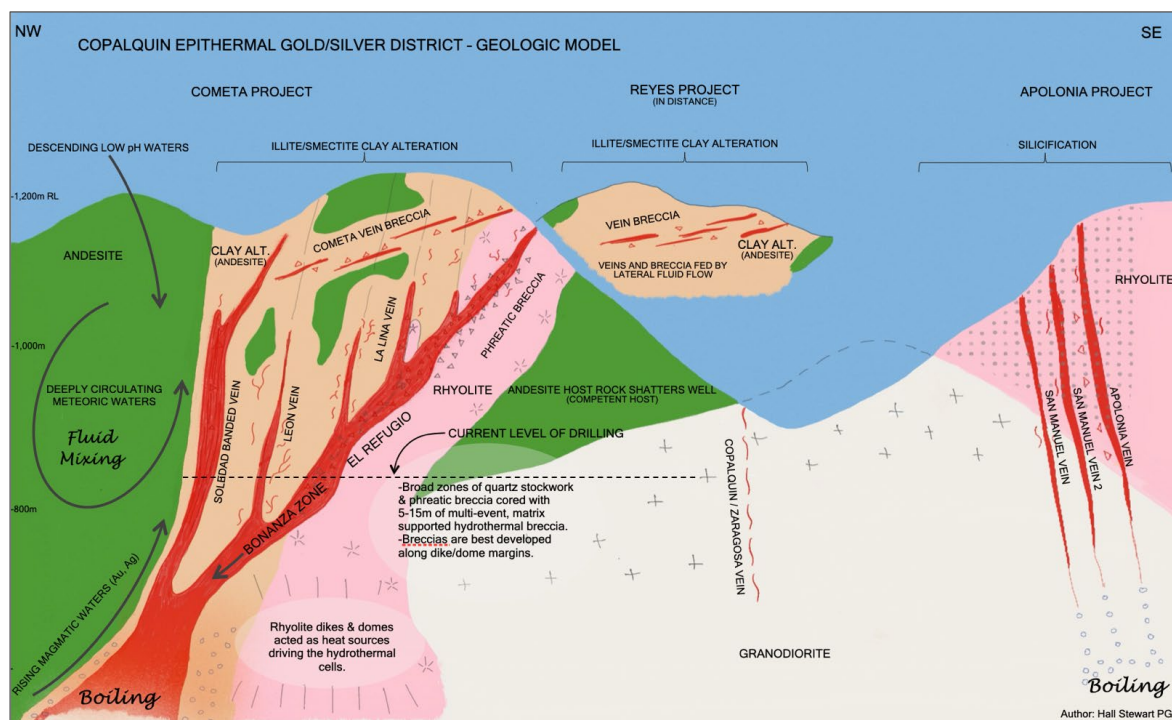 NW
SE
COPALQUIN EPITHERMAL GOLD/SILVER DISTRICT - GEOLOGIC MODEL
COMETA PROJECT
REYES PROJECT
(IN DISTANCE)
APOLONIA PROJECT
DESCENDING LOW pH WATERS
ILLITE/SMECTITE CLAY ALTERATION
ILLITE/SMECTITE CLAY ALTERATION
SILICIFICATION
-1,200m RL
ANDESITE
CLAY ALT.
(ANDESITE)
COMETA VEIN BRECCIA
VEIN BRECCIA
CLAY ALT.
(ANDESITE)
VEINS AND BRECCIA FED BY
LATERAL FLUID FLOW
RHYOLITE
-1,000m
LA LINA VEIN
PHREATIC BRECCIA
DEEPLY CIRCULATING
METEORIC WATERS
Fluid
Mixing
SOLEDAD BANDED VEIN
LEON VEIN
RHYOLITE
EL REFUGIO
ANDESITE HOST ROCK SHATTERS WELL
(COMPETENT HOST)
CURRENT LEVEL OF DRILLING
SAN MANUEL VEIN
SAN MANUEL VEIN 2
APOLONIA VEIN
-800m
BONANZA ZONE
-Broad zones of quartz stockwork
& phreatic breccia cored with
5-15m of multi-event, matrix
supported hydrothermal breccia.
-Breccias are best developed
along dike/dome margins.
COPALQUIN / ZARAGOSA VEIN
RISING MAGMATIC WATERS (Au, Ag)
Rhyolite dikes & domes
acted as heat sources
driving the hydrothermal
cells.
GRANODIORITE
Boiling
Boiling
Author: Hall Stewart PG